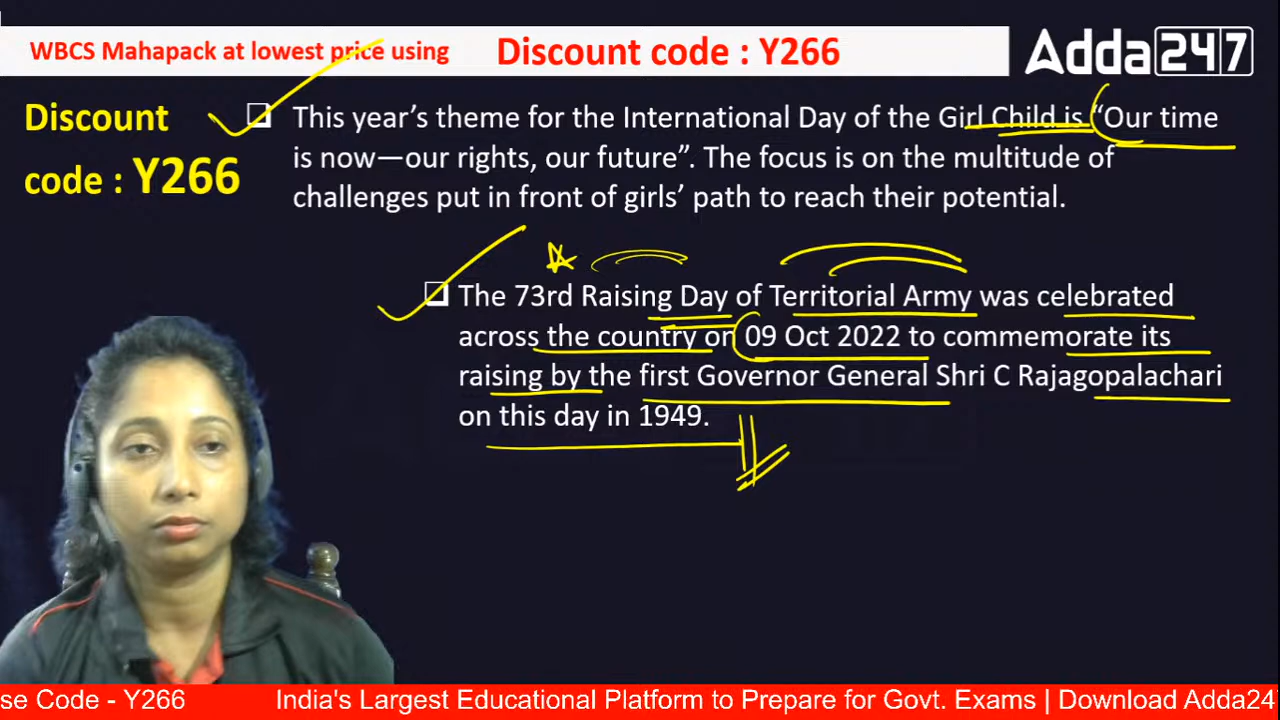 WBCS Mahapack at lowest price using
Discount code : Y266
Adda247
Discount
code : Y266
This year's theme for the International Day of the Girl Child is "Our time
is now—our rights, our future". The focus is on the multitude of
challenges put in front of girls' path to reach their potential.
The 73rd Raising Day of Territorial Army was celebrated
across the country on 09 Oct 2022 to commemorate its
raising by the first Governor General Shri C Rajagopalachari
on this day in 1949.
se Code - Y266 India's Largest Educational Platform to Prepare for Govt. Exams | Download Adda24